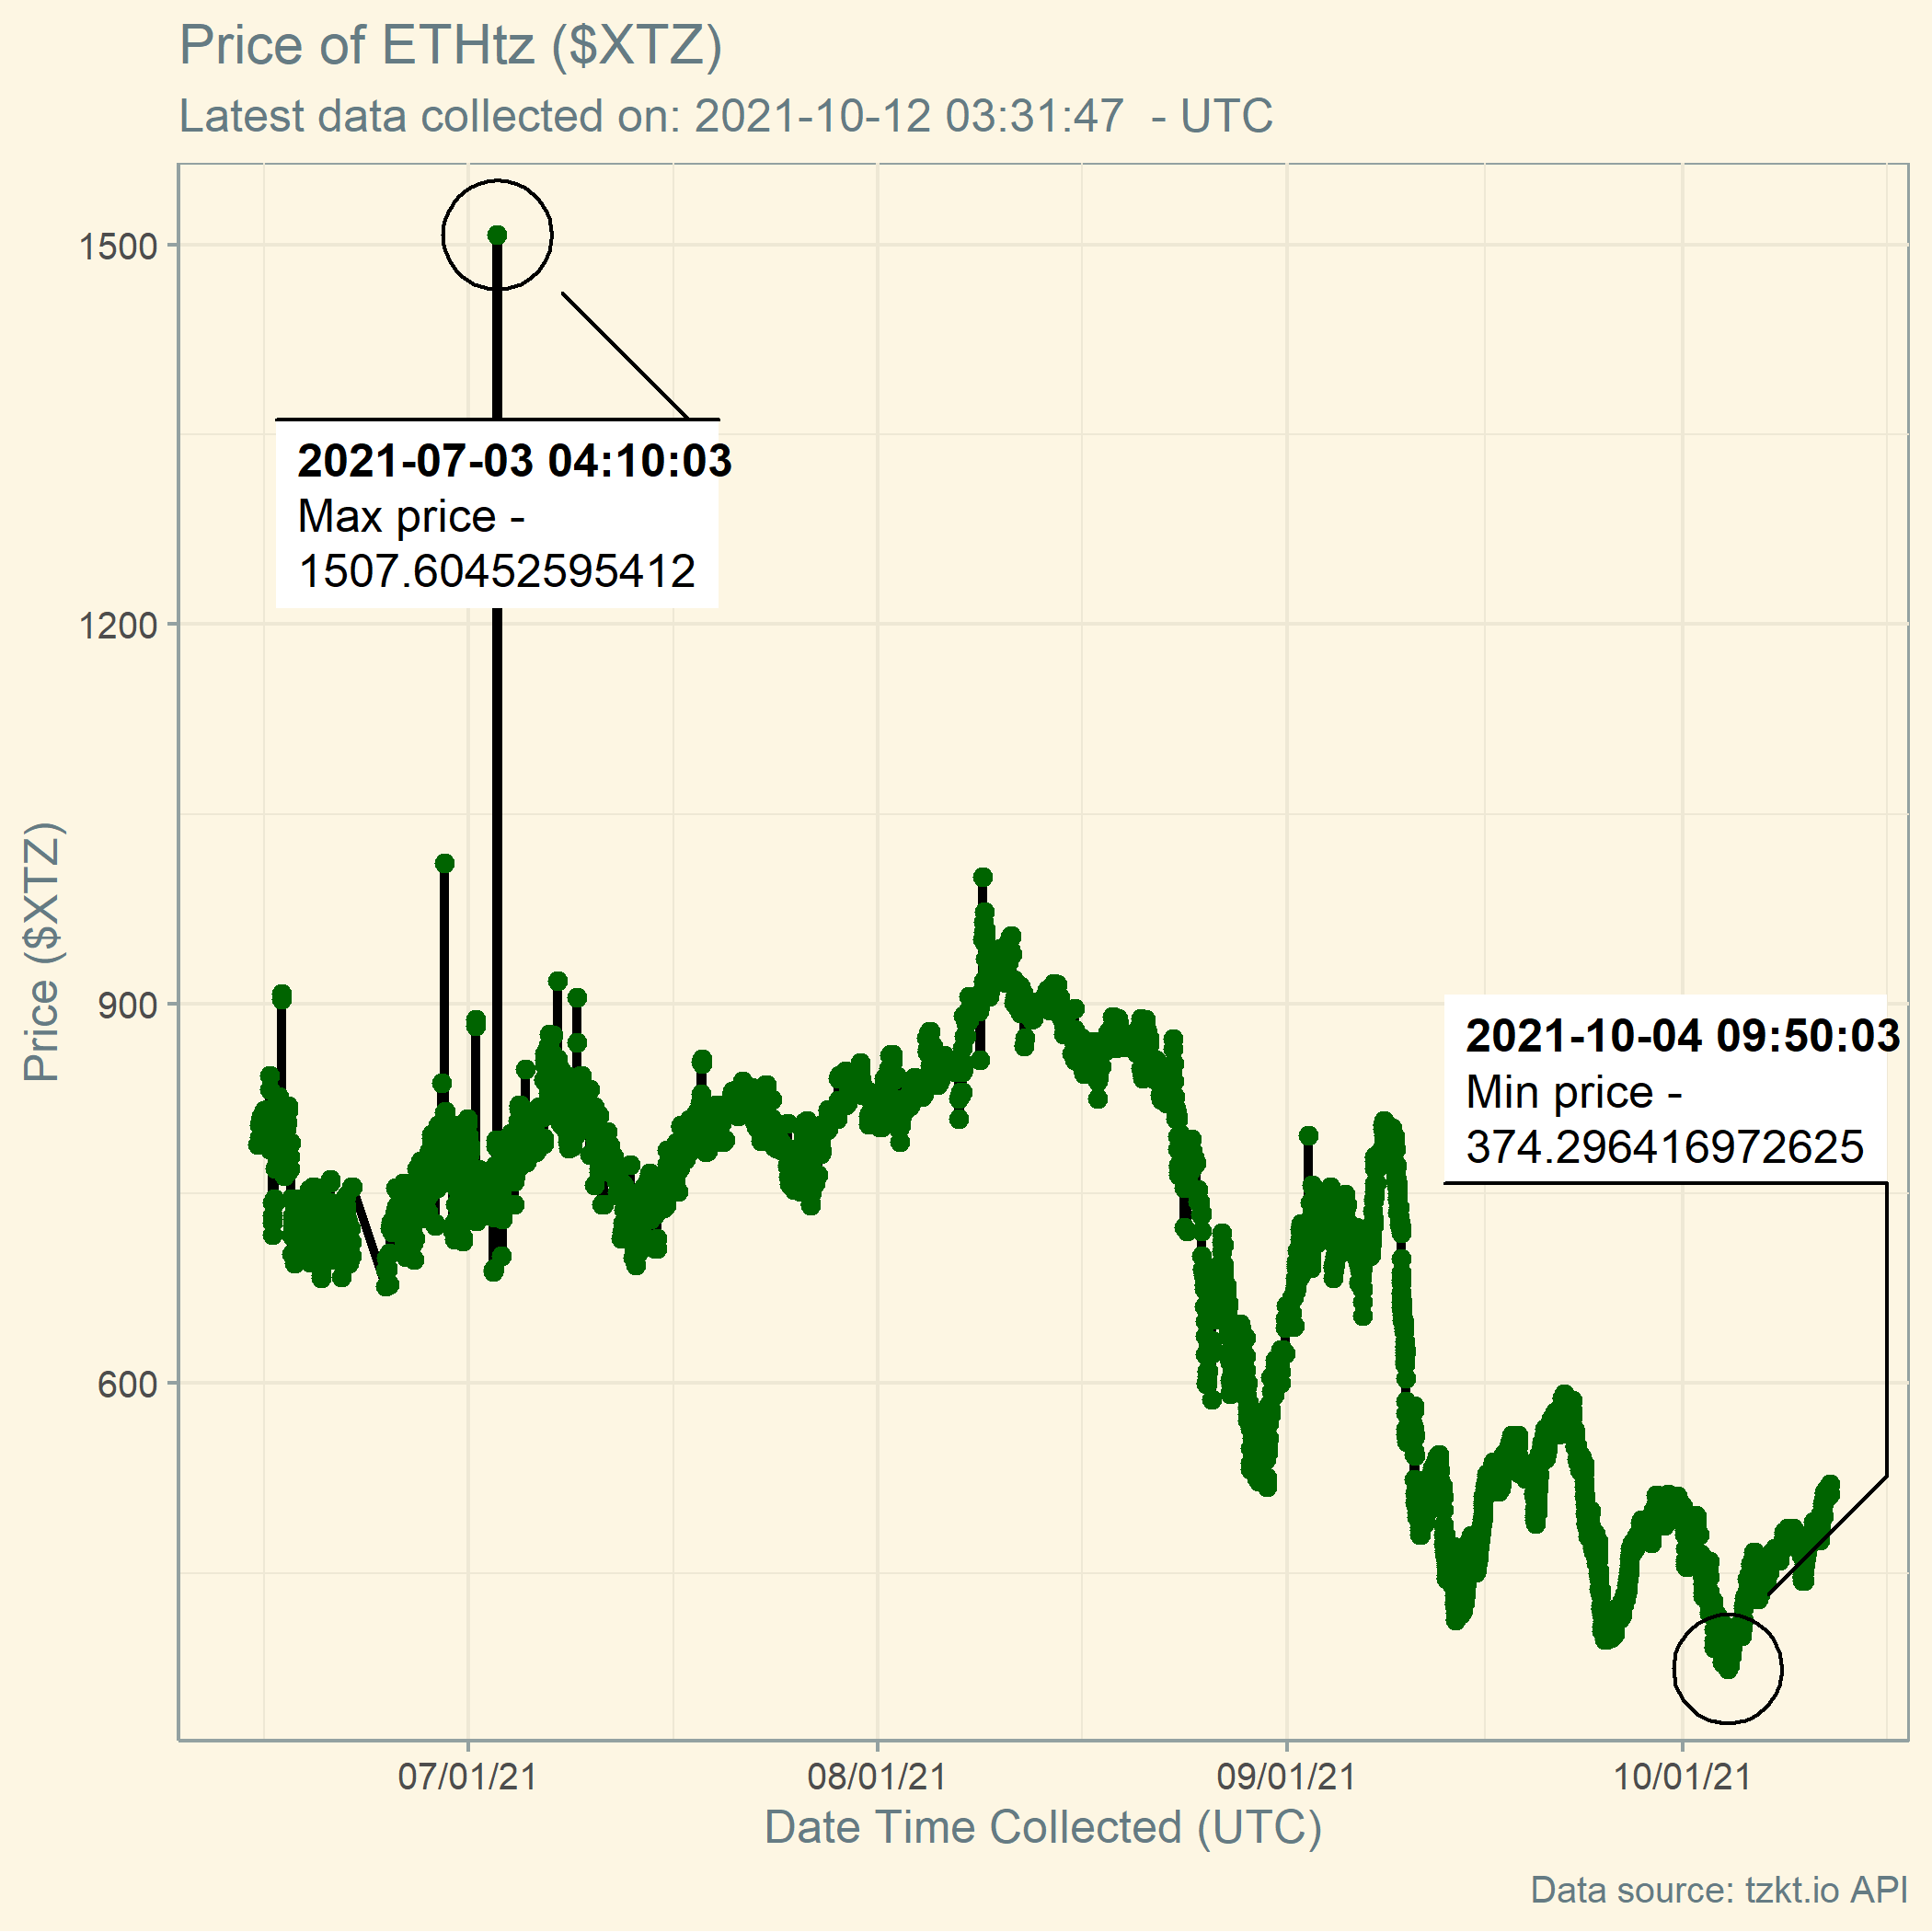 Price of ETHtz ($XTZ)
Latest data collected on: 2021-10-12 03:31:47  - UTC
1500
2021-07-03 04:10:03
Max price -
1507.60452595412
1200
Price ($XTZ)
900
2021-10-04 09:50:03
Min price -
374.296416972625
600
07/01/21
08/01/21
09/01/21
10/01/21
Date Time Collected (UTC)
Data source: tzkt.io API